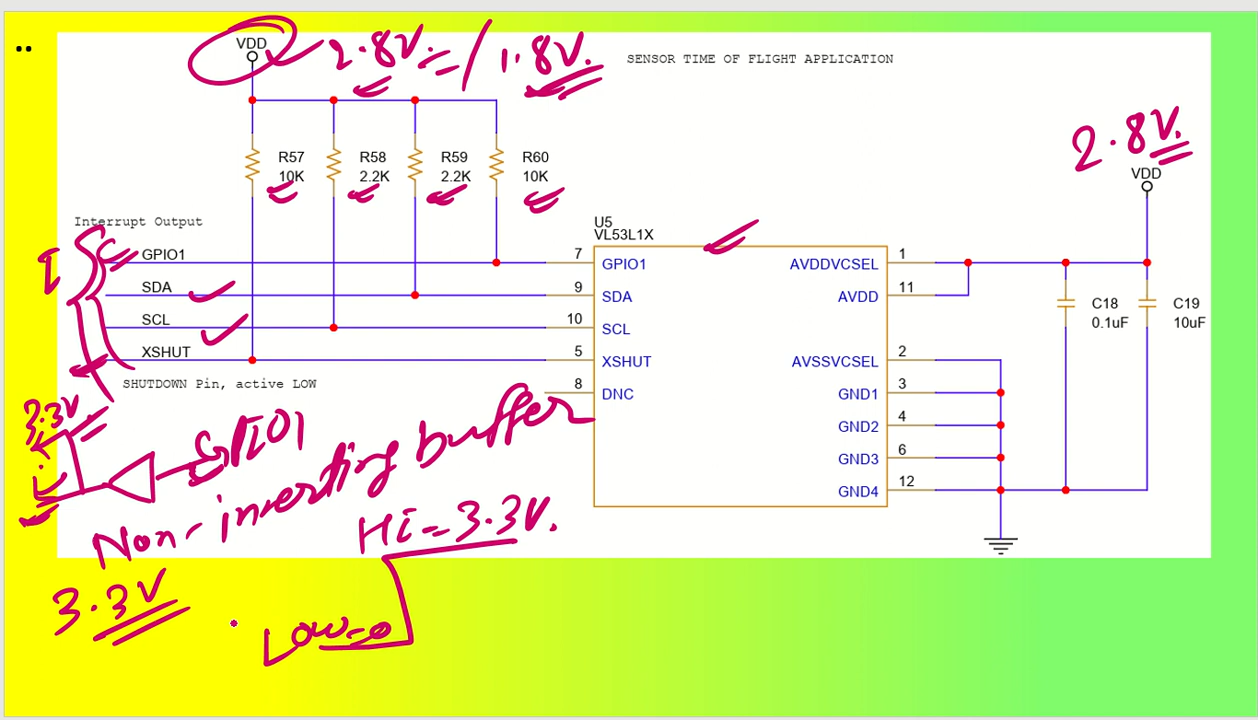 VDD
2.8V / 1.8V.
SENSOR TIME OF FLIGHT APPLICATION
2.8V.
VDD
R57
10K
R58
2.2K
R59
2.2K
R60
10K
Interrupt Output
U5
VL53L1X
GPIO1
SDA
SCL
XSHUT
SHUTDOWN Pin, active LOW
7
9
10
5
8
GPIO1
SDA
SCL
XSHUT
DNC
AVDDVCSEL
AVDD
AVSSVCSEL
GND1
GND2
GND3
GND4
1
11
2
3
4
6
12
C18
0.1uF
C19
10uF
3.3V
GPIO1
Non-inverting buffer
Hi=3.3V.
3.3V
Low=0